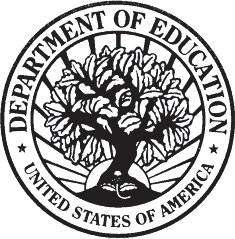 DEPARTMENT OF EDUCATION
UNITED STATES OF AMERICA